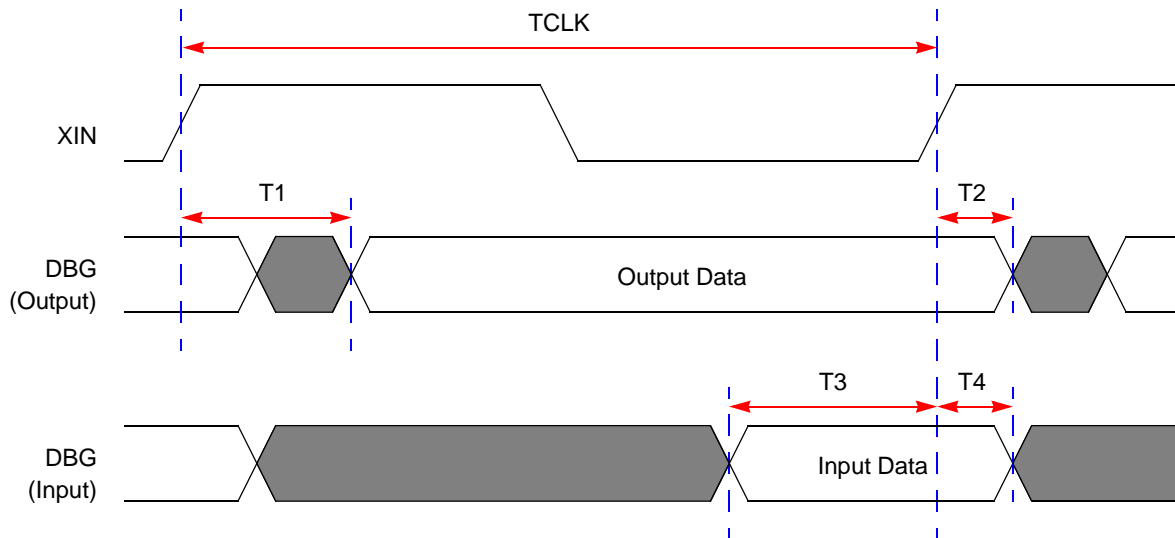 TCLK
XIN
T1
T2
DBG
(Output)
Output Data
T3
T4
DBG
(Input)
Input Data